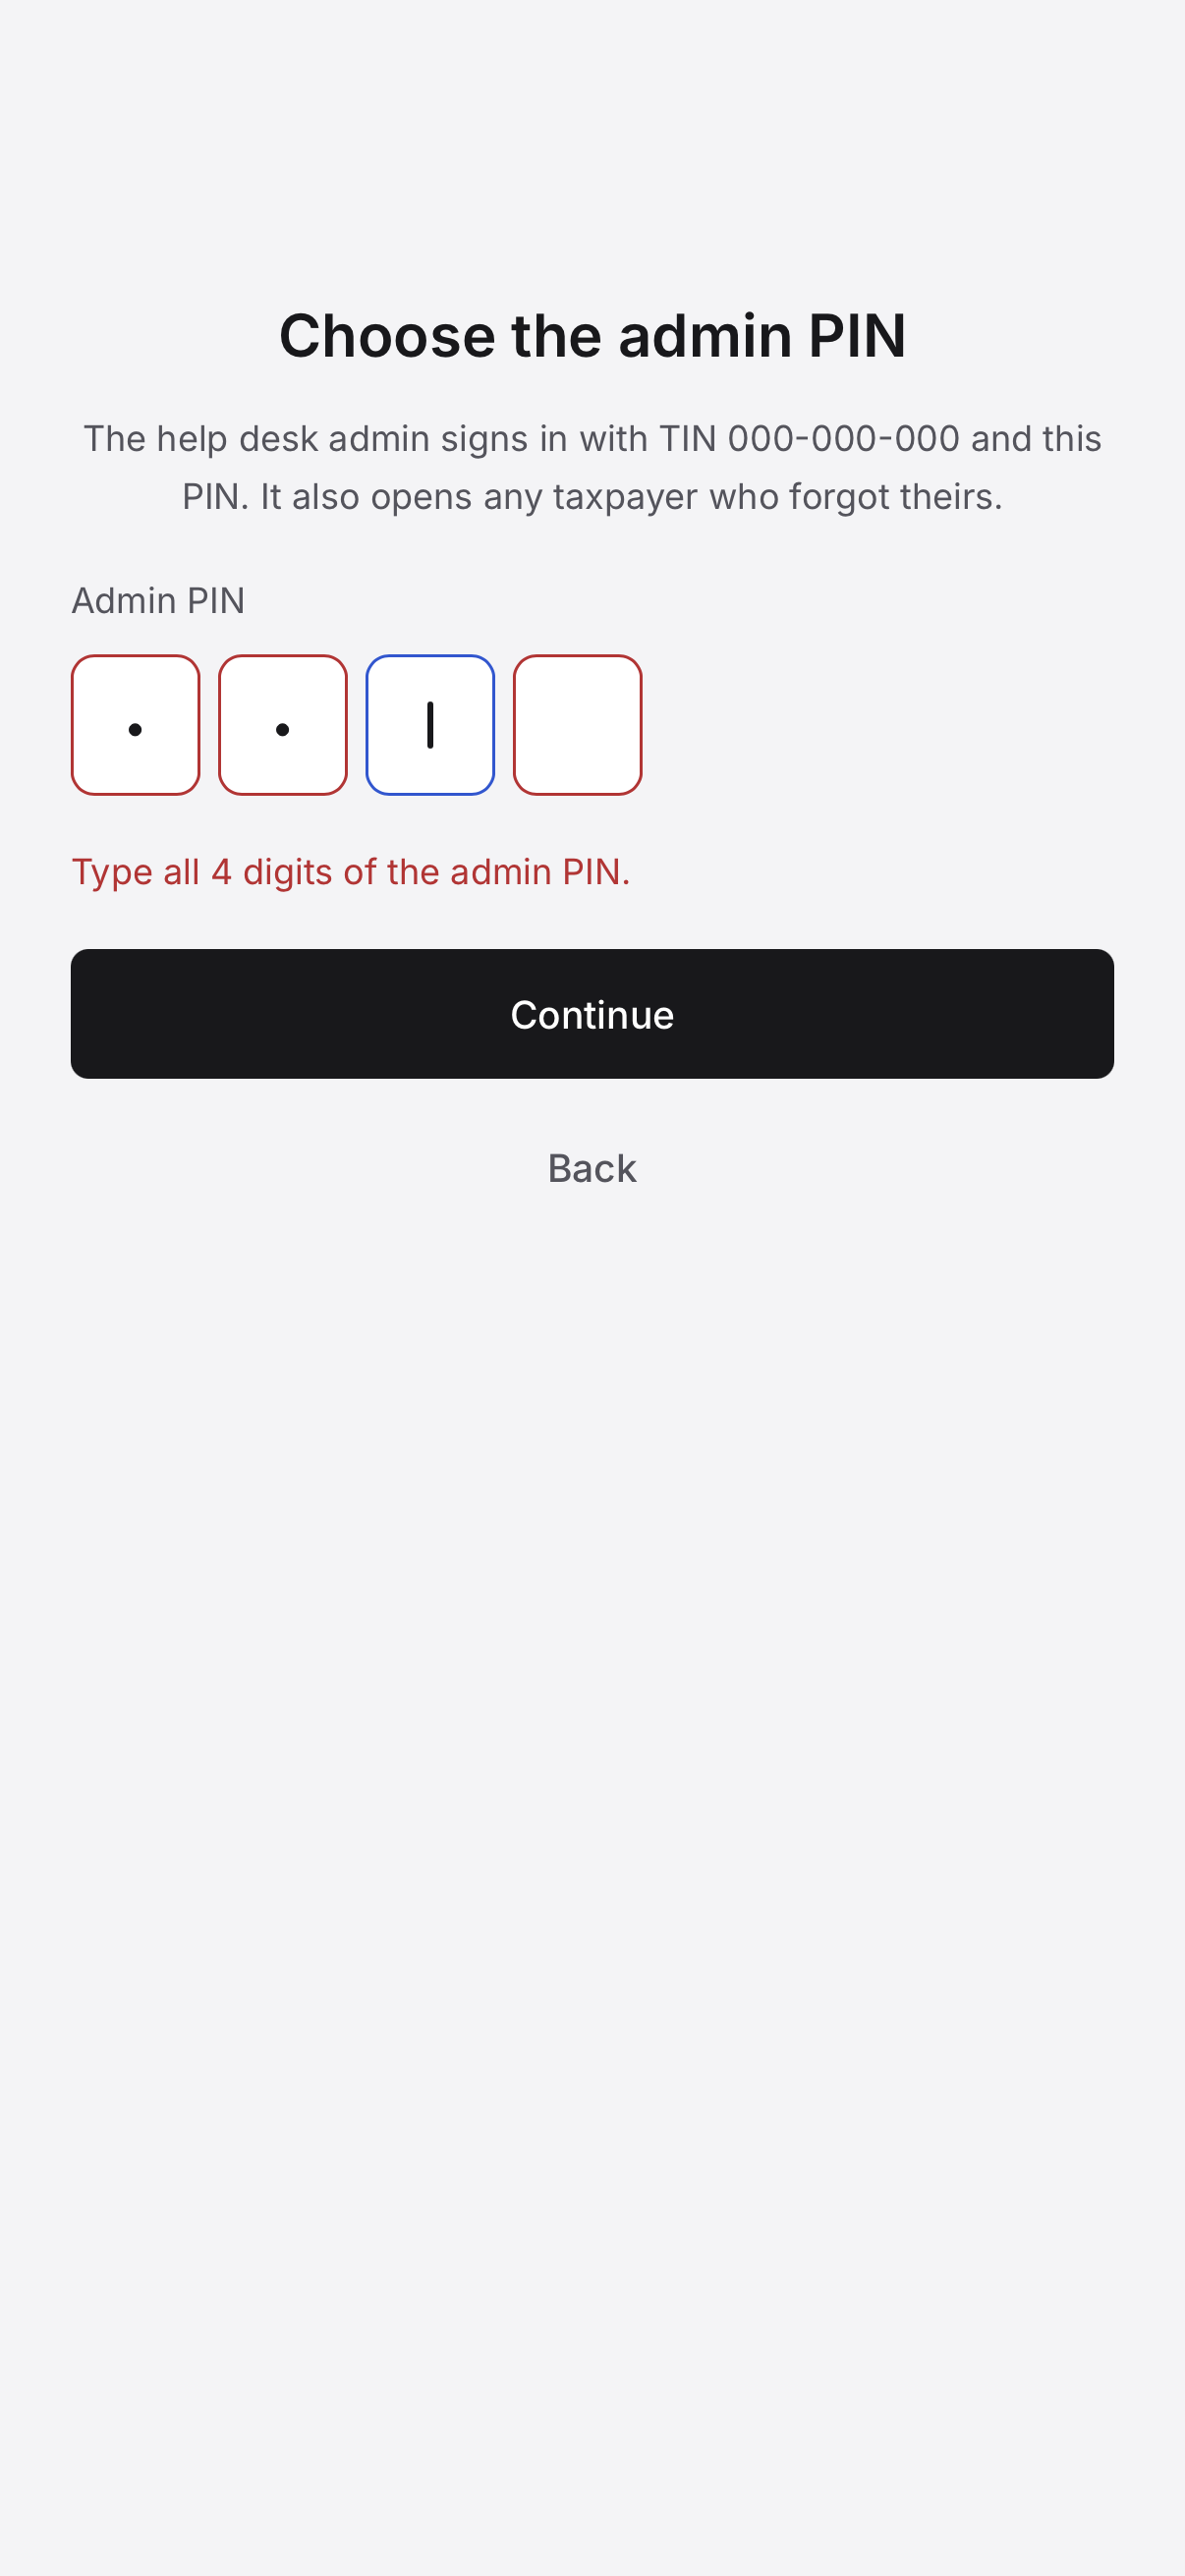 Choose the admin PIN
The help desk admin signs in with TIN 000-000-000 and this
PIN. It also opens any taxpayer who forgot theirs.
Admin PIN
Type all 4 digits of the admin PIN.
Continue
Back